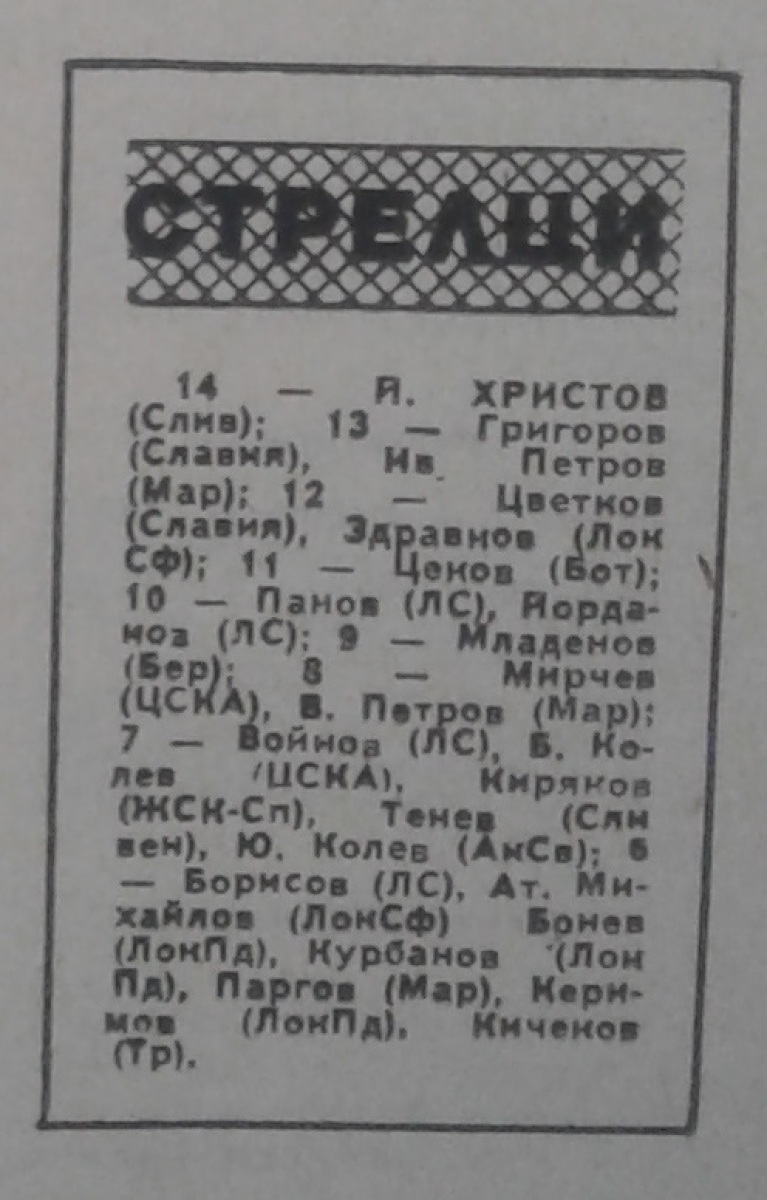 СТРЕЛЦИ
14 — Й. ХРИСТОВ
(Слив); 13 — Григоров
(Славия), Ив. Петров
(Мар); 12 — Цветков
(Славия), Здравков (Лок
Сф); 11 — Ценов (Бот);
10 — Панов (ЛС), Йорда-
нов (ЛС); 9 — Младенов
(Бер); 8 — Мирчев
(ЦСКА), В. Петров (Мар);
7 — Войнов (ЛС), Б. Ко-
лев (ЦСКА), Киряков
(ЖСК-Сп), Тенев (Сли
вен), Ю. Колев (АкСв); 6
— Борисов (ЛС), Ат. Ми-
хайлов (ЛокСф) Бонев
(ЛокПд), Курбанов (Лок
Пд), Паргов (Мар), Кери-
мов (ЛокПд), Киченов
(Тр).